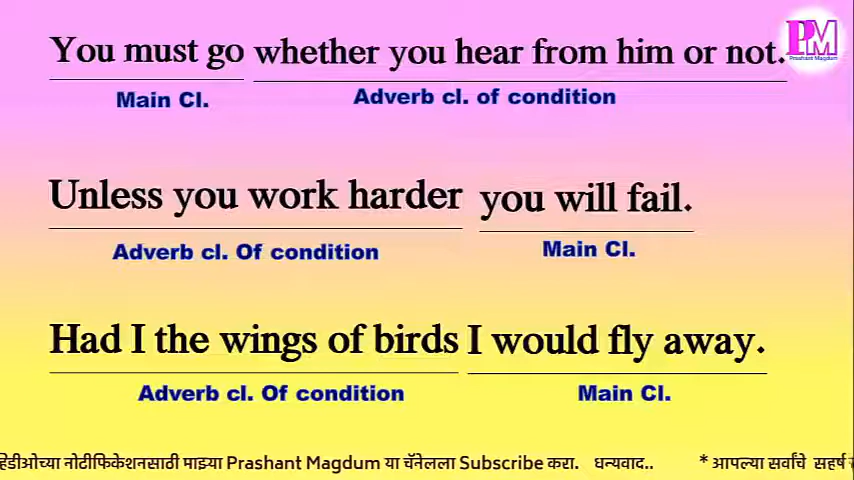 You must go whether you hear from him or not.
Main Cl.
Adverb cl. of condition
PM
Prashant Magdum
Unless you work harder you will fail.
Adverb cl. Of condition
Main Cl.
Had I the wings of birds I would fly away.
Adverb cl. Of condition
Main Cl.
नोटीफिकेशनसाठी माझ्या Prashant Magdum या चॅनेलला Subscribe करा. धन्यवाद.. * आपल्या सर्वांचे सहर्ष